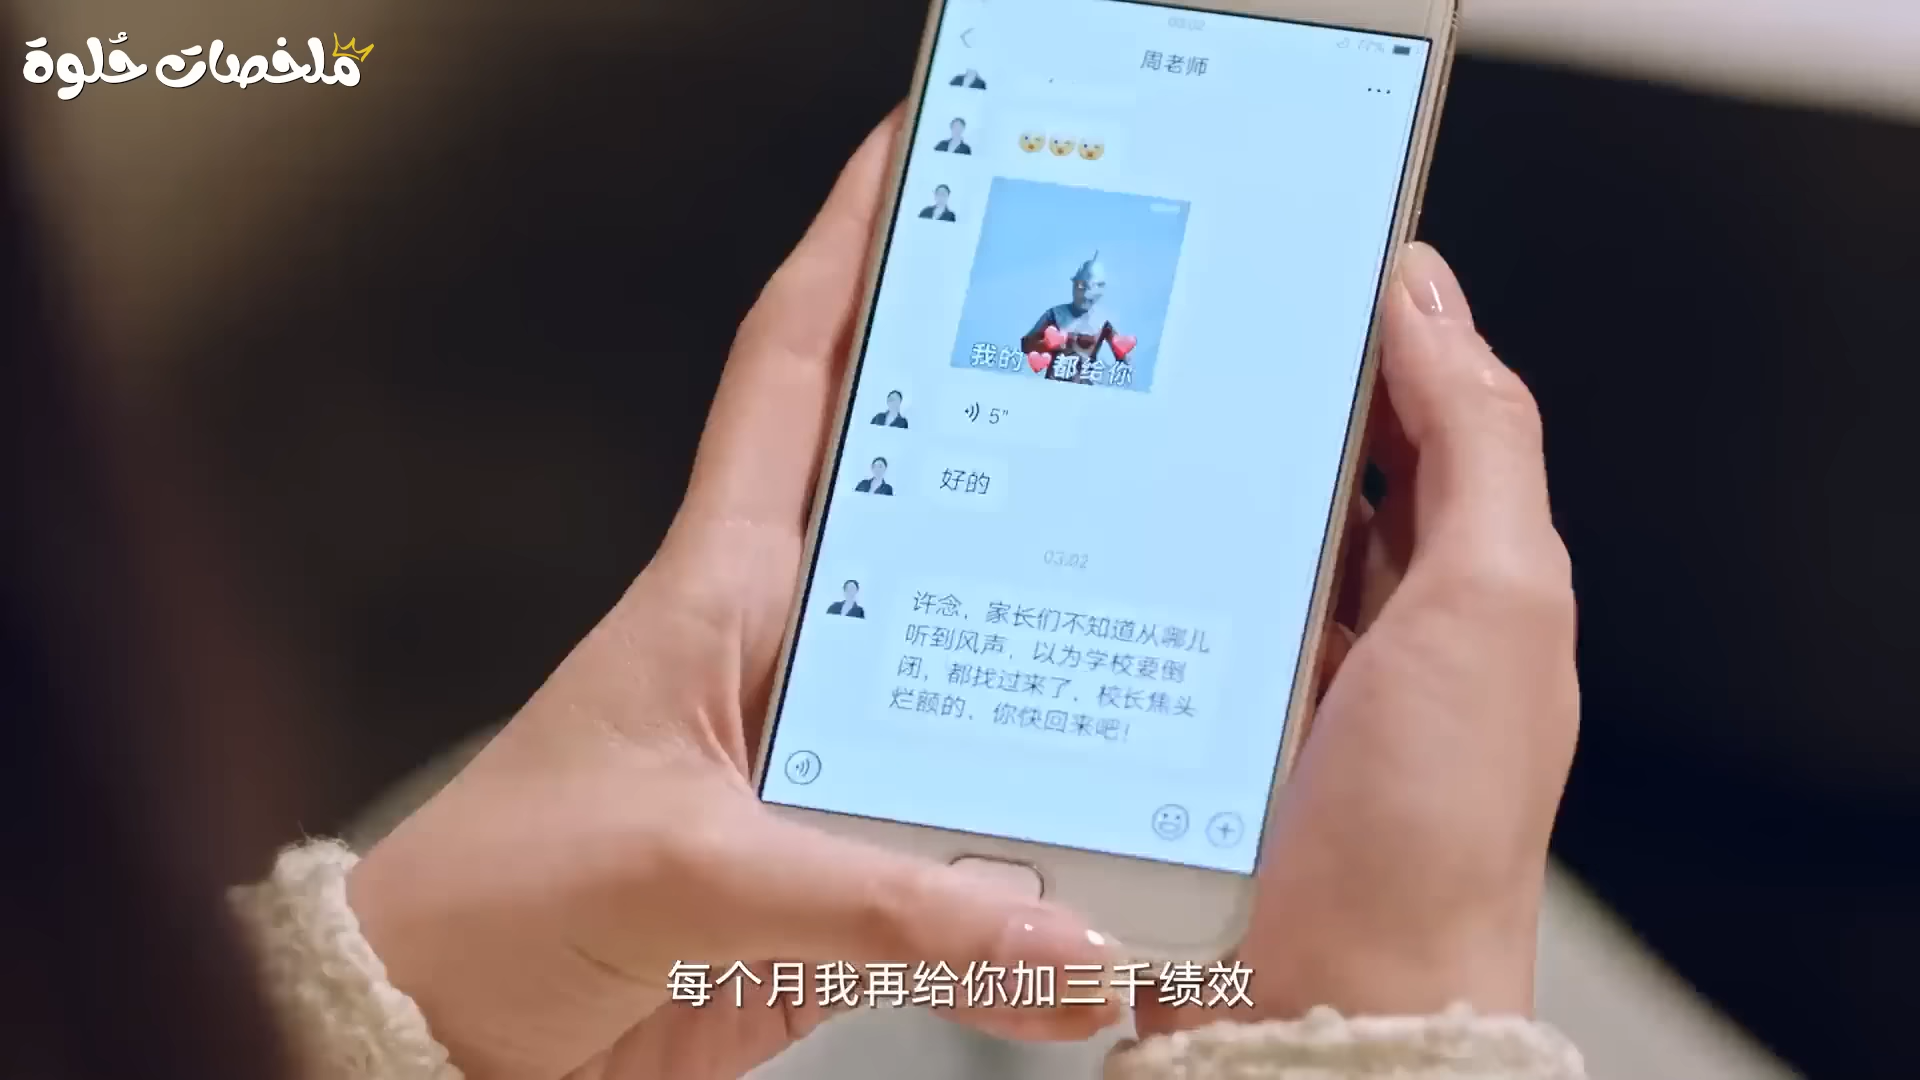 ملخصات حُلوة
03:02
周老师
我的❤都给你
5"
好的
03:02
许念，家长们不知道从哪儿
听到风声，以为学校要倒
闭，都找过来了，校长焦头
烂额的，你快回来吧！
每个月我再给你加三千绩效